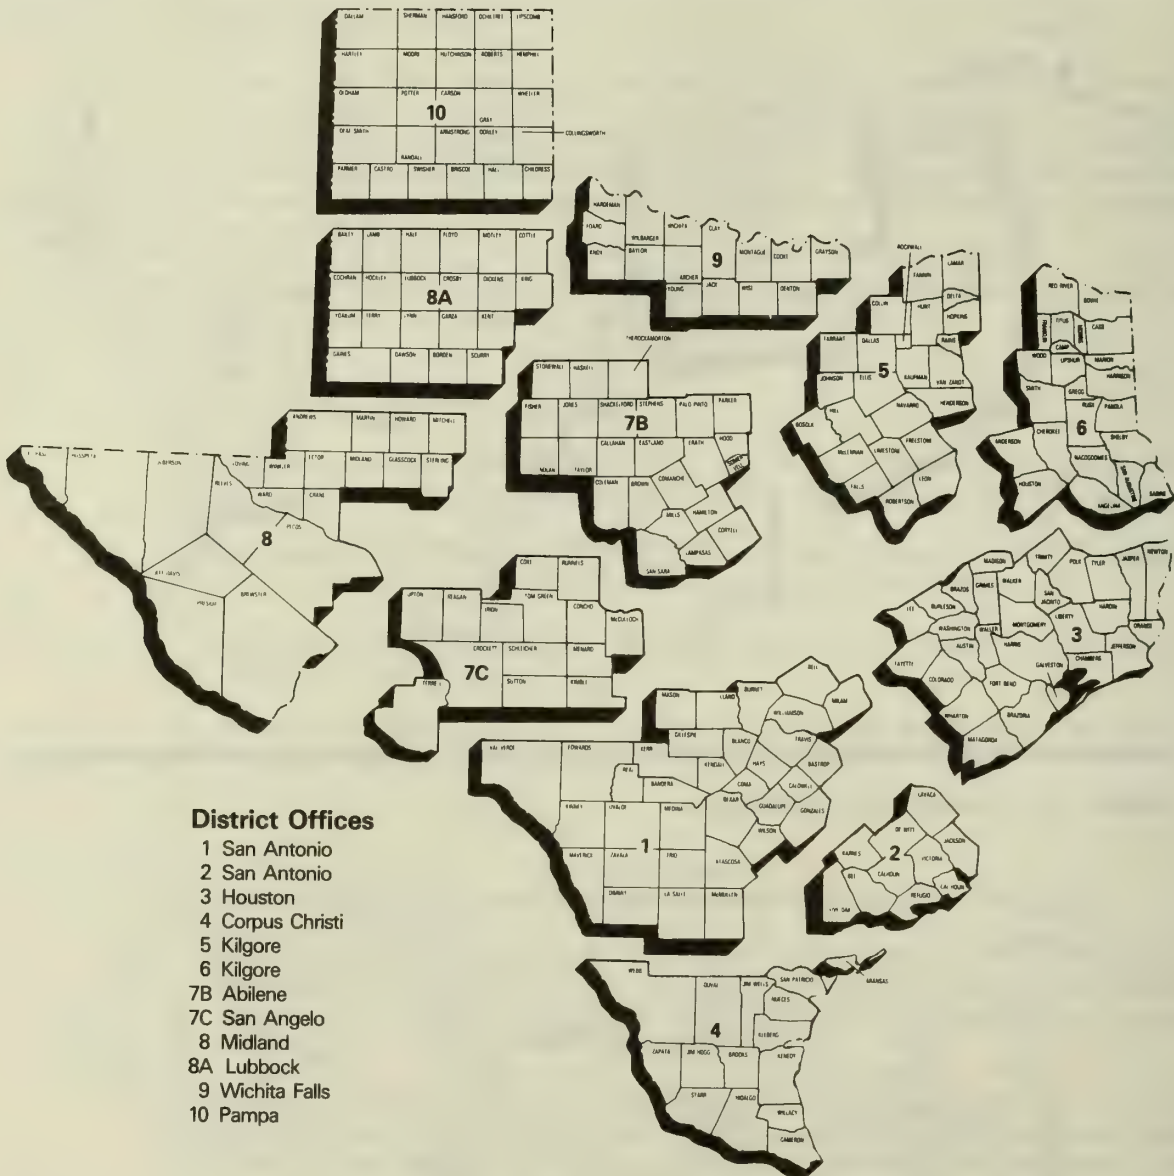 DALLAM SHERMAN HANSFORD OCHILTREE LIPSCOMB
HARTLEY MOORE HUTCHINSON ROBERTS HEMPHILL
OLDHAM POTTER CARSON WHEELER
10
GRAY
DEAF SMITH ARMSTRONG DONLEY COLLINGSWORTH
RANDALL
PARMER CASTRO SWISHER BRISCOE HALL CHILDRESS
BAILEY LAMB HALE FLOYD MOTLEY COTTLE
COCHRAN HOCKLEY LUBBOCK CROSBY DICKENS KING
8A
YOAKUM TERRY LYNN GARZA KENT
GAINES DAWSON BORDEN SCURRY
HARDEMAN
FOARD WILBARGER WICHITA CLAY
KNOX BAYLOR ARCHER MONTAGUE COOKE GRAYSON
9
YOUNG JACK WISE DENTON
ROCKWALL
FANNIN LAMAR
COLLIN HUNT DELTA
HOPKINS
TARRANT DALLAS RAINS
5
JOHNSON ELLIS KAUFMAN VAN ZANDT
HILL NAVARRO HENDERSON
BOSQUE
McLENNAN LIMESTONE FREESTONE
FALLS LEON
ROBERTSON
RED RIVER BOWIE
FRANKLIN TITUS MORRIS CASS
CAMP
WOOD UPSHUR MARION
HARRISON
SMITH GREGG
RUSK PANOLA
6
ANDERSON CHEROKEE SHELBY
NACOGDOCHES
HOUSTON SAN AUGUSTINE SABINE
ANGELINA
THEROCKAMORTON
STONEWALL HASKELL
FISHER JONES SHACKELFORD STEPHENS PALO PINTO PARKER
7B
CALLAHAN EASTLAND ERATH HOOD
NOLAN TAYLOR SOMERVELL
COLEMAN BROWN COMANCHE
MILLS HAMILTON
CORYELL
LAMPASAS
SAN SABA
ANDREWS MARTIN HOWARD MITCHELL
HUDSPETH LOVING WINKLER ECTOR MIDLAND GLASSCOCK STERLING
REEVES WARD CRANE
8
PECOS
JEFF DAVIS
PRESIDIO BREWSTER
COKE RUNNELS
UPTON REAGAN IRION TOM GREEN CONCHO
McCULLOCH
CROCKETT SCHLEICHER MENARD
7C
TERRELL SUTTON KIMBLE
TRINITY POLK TYLER JASPER NEWTON
MADISON
BRAZOS GRIMES WALKER SAN JACINTO
LEE BURLESON HARDIN
WASHINGTON WALLER MONTGOMERY LIBERTY
3
ORANGE
AUSTIN HARRIS JEFFERSON
FAYETTE CHAMBERS
COLORADO FORT BEND GALVESTON
WHARTON BRAZORIA
MATAGORDA
BELL
MASON LLANO BURNET MILAM
WILLIAMSON
GILLESPIE BLANCO TRAVIS
VAL VERDE EDWARDS KERR KENDALL HAYS BASTROP
REAL BANDERA COMAL CALDWELL
KINNEY UVALDE MEDINA BEXAR GUADALUPE GONZALES
WILSON
MAVERICK ZAVALA FRIO ATASCOSA
1
DIMMIT LA SALLE McMULLEN
LAVACA
DE WITT
KARNES JACKSON
2
VICTORIA
BEE CALHOUN CALHOUN
REFUGIO
LIVE OAK
WEBB DUVAL JIM WELLS SAN PATRICIO ARANSAS
NUECES
4
KLEBERG
ZAPATA JIM HOGG BROOKS KENEDY
STARR HIDALGO
WILLACY
CAMERON
District Offices
1 San Antonio
2 San Antonio
3 Houston
4 Corpus Christi
5 Kilgore
6 Kilgore
7B Abilene
7C San Angelo
8 Midland
8A Lubbock
9 Wichita Falls
10 Pampa